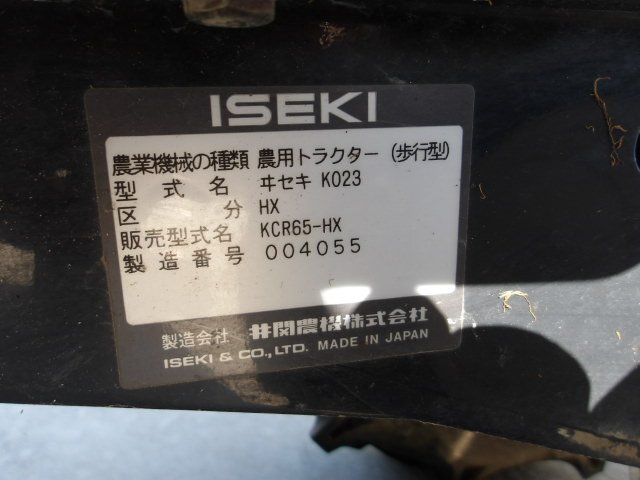 ISEKI
農業機械の種類 農用トラクター (歩行型)
型式名 ヰセキ K023
区分 HX
販売型式名 KCR65-HX
製造番号 004055
製造会社 井関農機株式会社
ISEKI & CO., LTD. MADE IN JAPAN